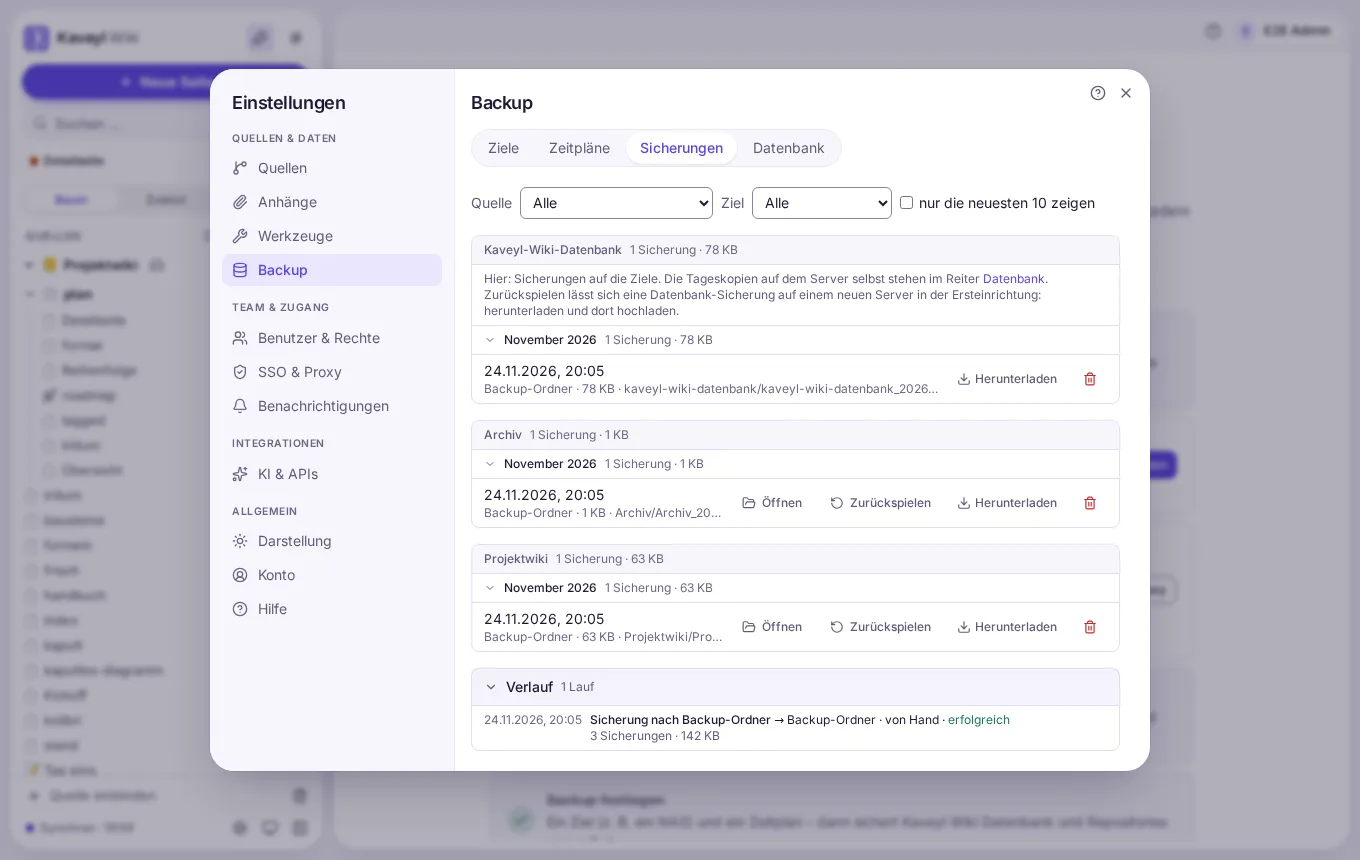 Kaveyl Wiki
E2E Admin
Einstellungen
QUELLEN & DATEN
Quellen
Anhänge
Werkzeuge
Backup
TEAM & ZUGANG
Benutzer & Rechte
SSO & Proxy
Benachrichtigungen
INTEGRATIONEN
KI & APIs
ALLGEMEIN
Darstellung
Konto
Hilfe
Backup
Ziele Zeitpläne Sicherungen Datenbank
Quelle Alle Ziel Alle nur die neuesten 10 zeigen
Kaveyl-Wiki-Datenbank 1 Sicherung · 78 KB
Hier: Sicherungen auf die Ziele. Die Tageskopien auf dem Server selbst stehen im Reiter Datenbank.
Zurückspielen lässt sich eine Datenbank-Sicherung auf einem neuen Server in der Ersteinrichtung:
herunterladen und dort hochladen.
November 2026 1 Sicherung · 78 KB
24.11.2026, 20:05
Backup-Ordner · 78 KB · kaveyl-wiki-datenbank/kaveyl-wiki-datenbank_2026...
Herunterladen
Archiv 1 Sicherung · 1 KB
November 2026 1 Sicherung · 1 KB
24.11.2026, 20:05
Backup-Ordner · 1 KB · Archiv/Archiv_20...
Öffnen Zurückspielen Herunterladen
Projektwiki 1 Sicherung · 63 KB
November 2026 1 Sicherung · 63 KB
24.11.2026, 20:05
Backup-Ordner · 63 KB · Projektwiki/Pro...
Öffnen Zurückspielen Herunterladen
Verlauf 1 Lauf
24.11.2026, 20:05 Sicherung nach Backup-Ordner → Backup-Ordner · von Hand · erfolgreich
3 Sicherungen · 142 KB